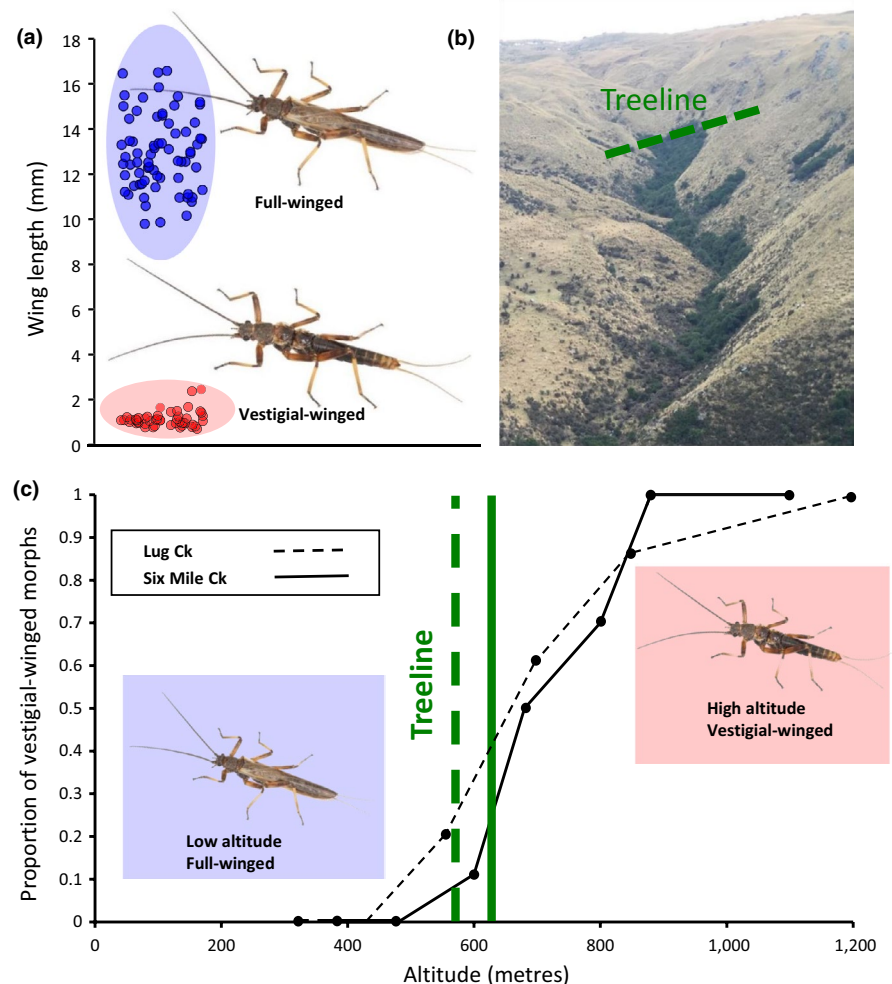 (a)
18
16
14
12
10
8
6
4
2
0
Wing length (mm)
Full-winged
Vestigial-winged
(b)
Treeline
(c)
1
0.9
0.8
0.7
0.6
0.5
0.4
0.3
0.2
0.1
0
Proportion of vestigial-winged morphs
Lug Ck
Six Mile Ck
Treeline
Low altitude
Full-winged
High altitude
Vestigial-winged
0 200 400 600 800 1,000 1,200
Altitude (metres)